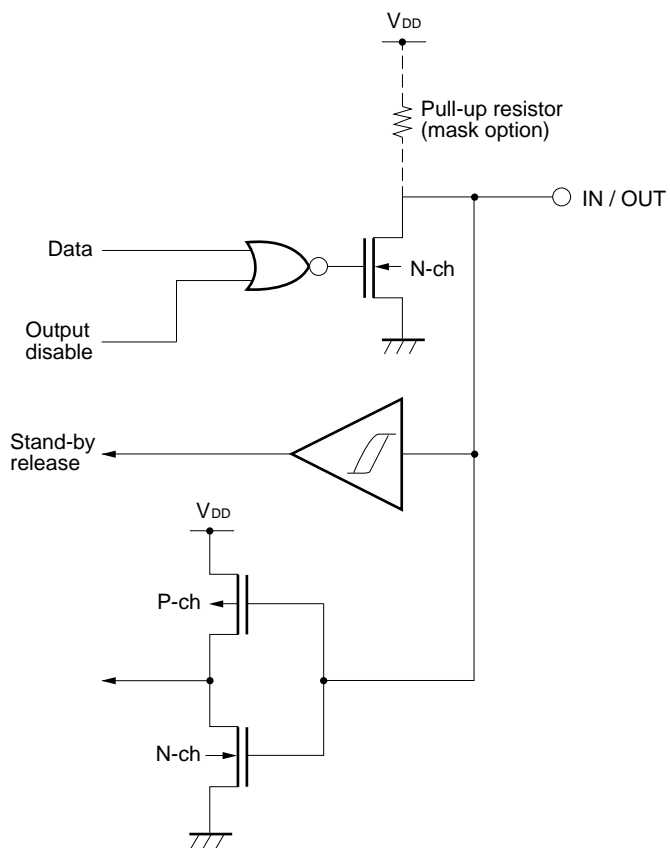 VDD
Pull-up resistor
(mask option)
IN / OUT
Data
N-ch
Output
disable
Stand-by
release
VDD
P-ch
N-ch